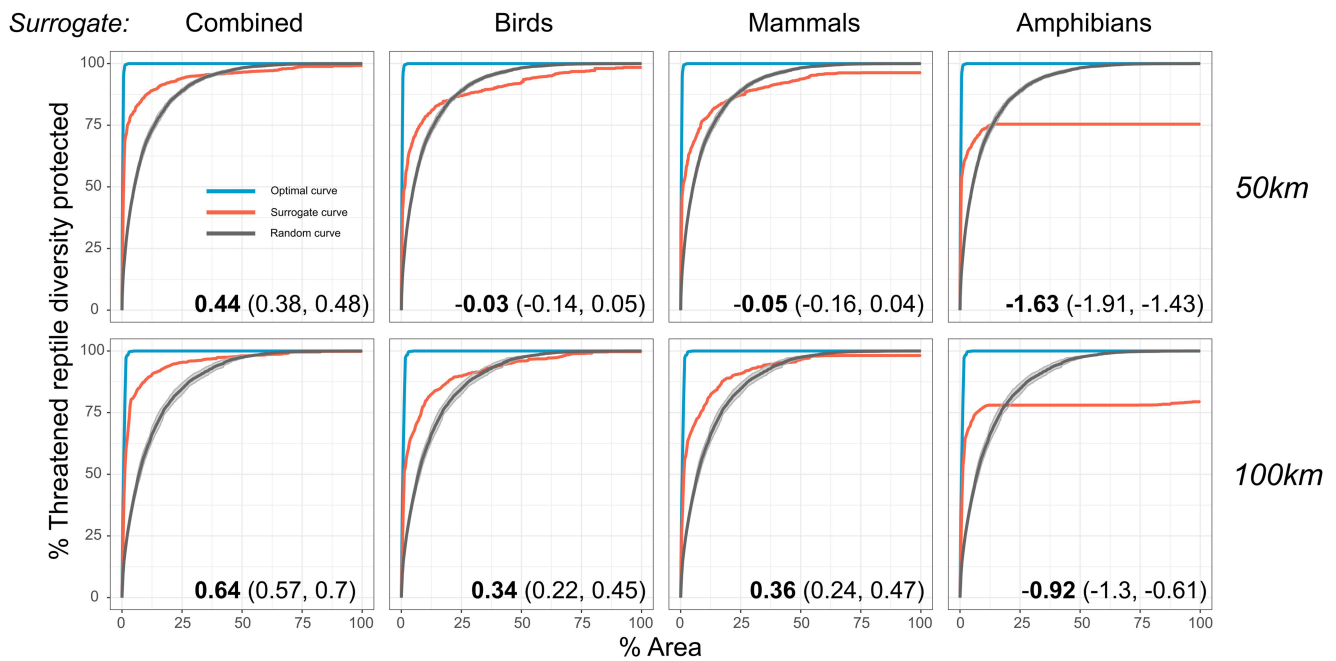 Surrogate: Combined Birds Mammals Amphibians
100
75
50
25
0
% Threatened reptile diversity protected
Optimal curve
Surrogate curve
Random curve
0.44 (0.38, 0.48)
-0.03 (-0.14, 0.05)
-0.05 (-0.16, 0.04)
-1.63 (-1.91, -1.43)
50km
100
75
50
25
0
0.64 (0.57, 0.7)
0.34 (0.22, 0.45)
0.36 (0.24, 0.47)
-0.92 (-1.3, -0.61)
100km
0 25 50 75 100
0 25 50 75 100
0 25 50 75 100
0 25 50 75 100
% Area